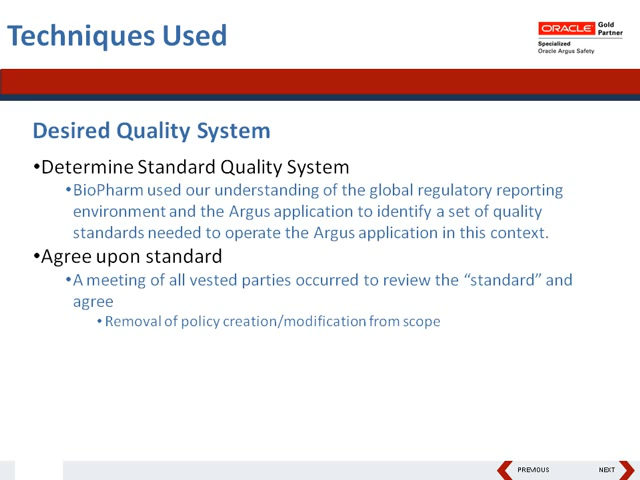 Techniques Used
ORACLE Gold
Partner
Specialized
Oracle Argus Safety
Desired Quality System
•Determine Standard Quality System
•BioPharm used our understanding of the global regulatory reporting
environment and the Argus application to identify a set of quality
standards needed to operate the Argus application in this context.
•Agree upon standard
•A meeting of all vested parties occurred to review the “standard” and
agree
•Removal of policy creation/modification from scope
PREVIOUS NEXT